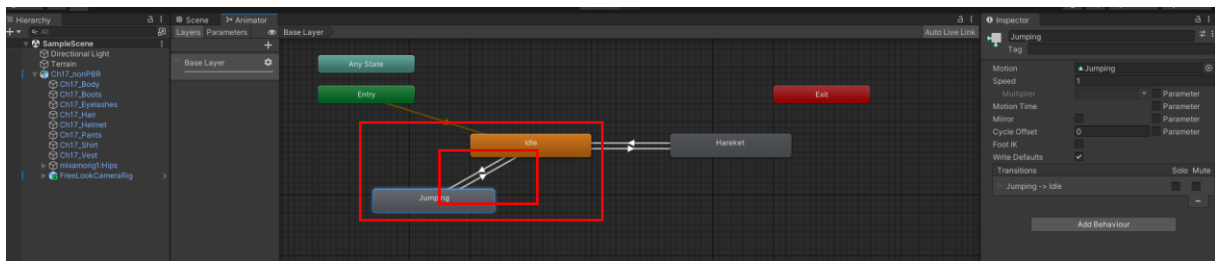 Hierarchy
All
SampleScene
Directional Light
Terrain
Ch17_nonPBR
Ch17_Body
Ch17_Boots
Ch17_Eyelashes
Ch17_Hair
Ch17_Helmet
Ch17_Pants
Ch17_Shirt
Ch17_Vest
mixamorig1:Hips
FreeLookCameraRig
Scene Animator
Layers Parameters Base Layer Auto Live Link
Base Layer
Any State
Entry
Exit
Idle
Hareket
Jumping
Inspector
Jumping
Tag
Motion Jumping
Speed 1
Multiplier Parameter
Motion Time Parameter
Mirror Parameter
Cycle Offset 0 Parameter
Foot IK
Write Defaults
Transitions Solo Mute
Jumping -> Idle
Add Behaviour